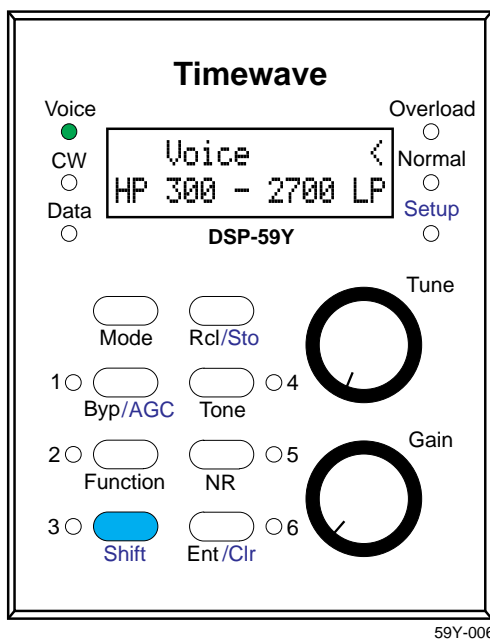 Timewave
Voice
Overload
CW
Voice <
Normal
Data
HP 300 - 2700 LP
Setup
DSP-59Y
Tune
Mode
Rcl/Sto
1
4
Byp/AGC
Tone
2
5
Gain
Function
NR
3
6
Shift
Ent/Clr
59Y-006